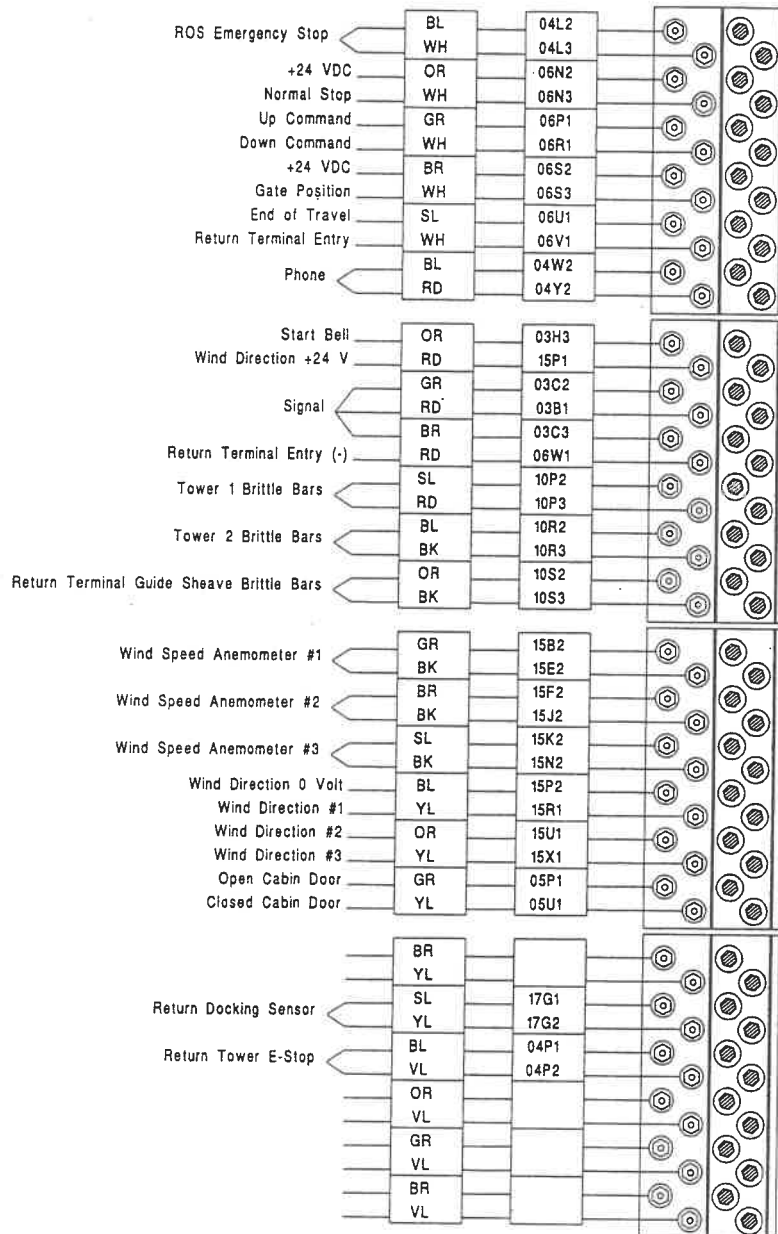 ROS Emergency Stop BL 04L2
WH 04L3
+24 VDC OR 06N2
Normal Stop WH 06N3
Up Command GR 06P1
Down Command WH 06R1
+24 VDC BR 06S2
Gate Position WH 06S3
End of Travel SL 06U1
Return Terminal Entry WH 06V1
Phone BL 04W2
RD 04Y2
Start Bell OR 03H3
Wind Direction +24 V RD 15P1
Signal GR 03C2
RD 03B1
BR 03C3
Return Terminal Entry (-) RD 06W1
Tower 1 Brittle Bars SL 10P2
RD 10P3
Tower 2 Brittle Bars BL 10R2
BK 10R3
Return Terminal Guide Sheave Brittle Bars OR 10S2
BK 10S3
Wind Speed Anemometer #1 GR 15B2
BK 15E2
Wind Speed Anemometer #2 BR 15F2
BK 15J2
Wind Speed Anemometer #3 SL 15K2
BK 15N2
Wind Direction 0 Volt BL 15P2
Wind Direction #1 YL 15R1
Wind Direction #2 OR 15U1
Wind Direction #3 YL 15X1
Open Cabin Door GR 05P1
Closed Cabin Door YL 05U1
BR
YL
Return Docking Sensor SL 17G1
YL 17G2
Return Tower E-Stop BL 04P1
VL 04P2
OR
VL
GR
VL
BR
VL